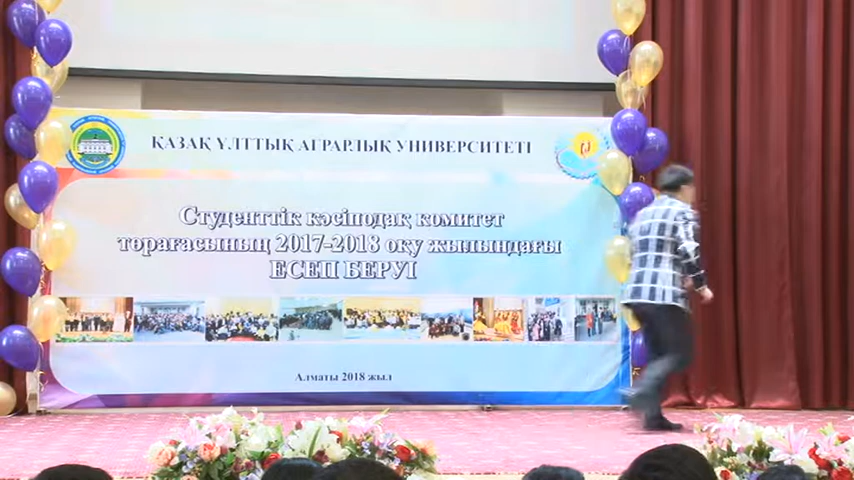 ҚАЗАҚ ҰЛТТЫҚ АГРАРЛЫҚ УНИВЕРСИТЕТІ
Студенттік кәсіподақ комитет
төрағасының 2017-2018 оқу жылындағы
ЕСЕП БЕРУІ
Алматы 2018 жыл